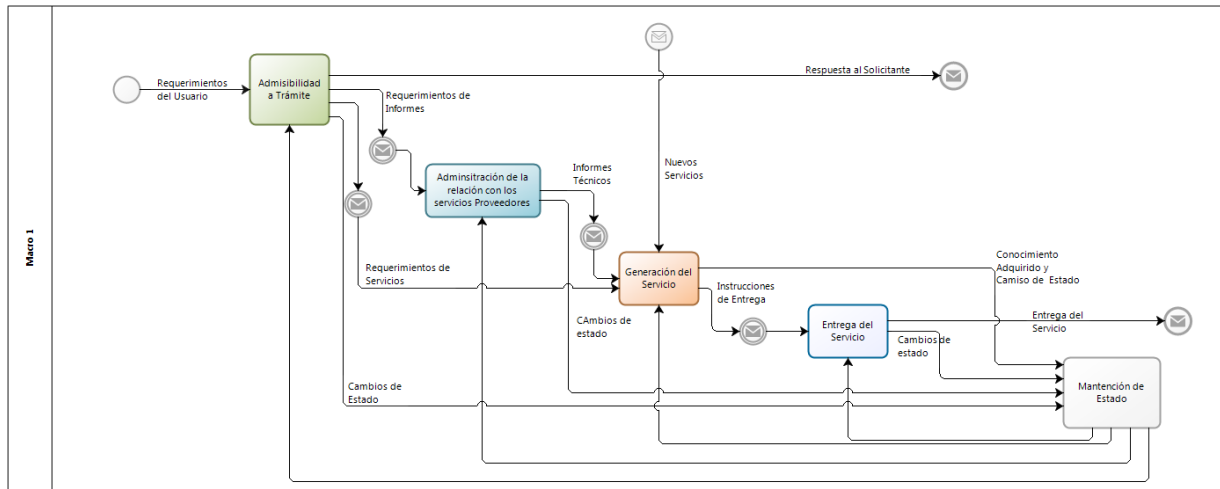 Macro 1
Requerimientos
del Usuario
Admisibilidad
a Trámite
Respuesta al Solicitante
Requerimientos de
Informes
Adminsitración de la
relación con los
servicios Proveedores
Informes
Técnicos
Nuevos
Servicios
Requerimientos de
Servicios
Generación del
Servicio
Conocimiento
Adquirido y
Camiso de Estado
Instrucciones
de Entrega
CAmbios de
estado
Entrega del
Servicio
Entrega del
Servicio
Cambios de
estado
Cambios de
Estado
Mantención de
Estado